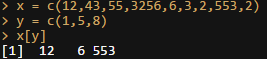 > x = c(12,43,55,3256,6,3,2,553,2)
> y = c(1,5,8)
> x[y]
[1]  12   6 553